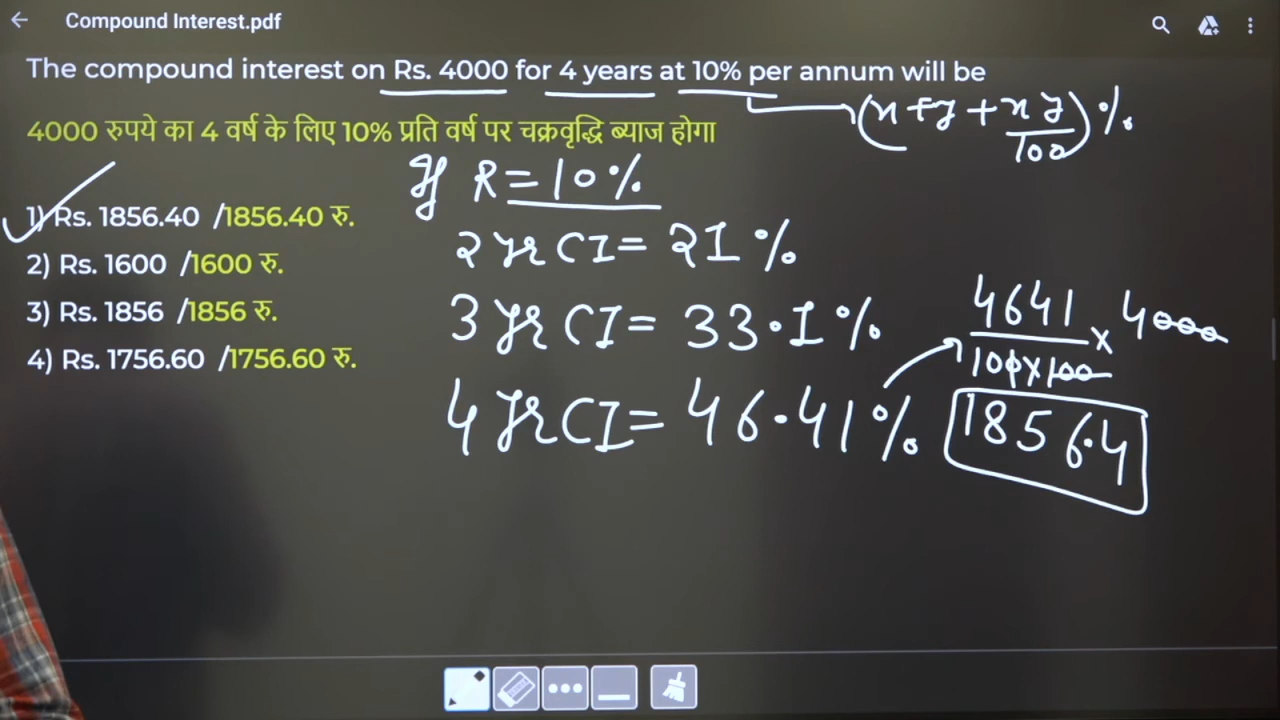 Compound Interest.pdf
The compound interest on Rs. 4000 for 4 years at 10% per annum will be
(x + y + xy/100)%
4000 रुपये का 4 वर्ष के लिए 10% प्रति वर्ष पर चक्रवृद्धि ब्याज होगा
If R = 10%
1) Rs. 1856.40 /1856.40 रु.
2 yr CI = 21%
2) Rs. 1600 /1600 रु.
3) Rs. 1856 /1856 रु.
3 yr CI = 33.1%
4641/100×100 × 4000
4) Rs. 1756.60 /1756.60 रु.
4 yr CI = 46.41%
1856.4